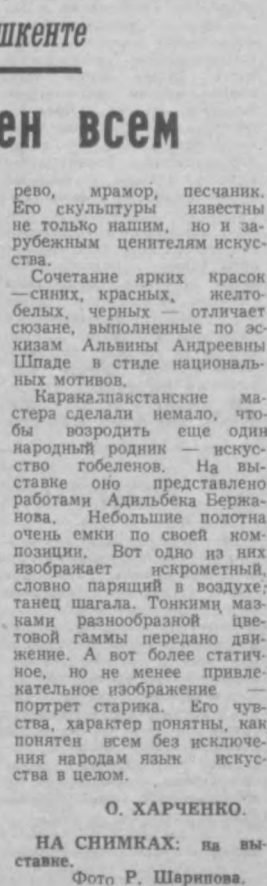 шкенте
ен всем
рево, мрамор, песчаник.
Его скульптуры известны
не только нашим, но и за-
рубежным ценителям искус-
ства.
Сочетание ярких красок
—синих, красных, желто-
белых, черных — отличает
сюзане, выполненные по эс-
кизам Альвины Андреевны
Шпаде в стиле националь-
ных мотивов.
Каракалпакстанские ма-
стера сделали немало, что-
бы возродить еще один
народный родник — искус-
ство гобеленов. На вы-
ставке оно представлено
работами Адильбека Бержа-
нова. Небольшие полотна
очень емки по своей ком-
позиции. Вот одно из них
изображает искрометный,
словно парящий в воздухе,
танец шагала. Тонкими маз-
ками разнообразной цве-
товой гаммы передано дви-
жение. А вот более статич-
ное, но не менее привле-
кательное изображение —
портрет старика. Его чув-
ства, характер понятны, как
понятен всем без исключе-
ния народам язык искус-
ства в целом.
О. ХАРЧЕНКО.
НА СНИМКАХ: на вы-
ставке.
Фото Р. Шарипова.